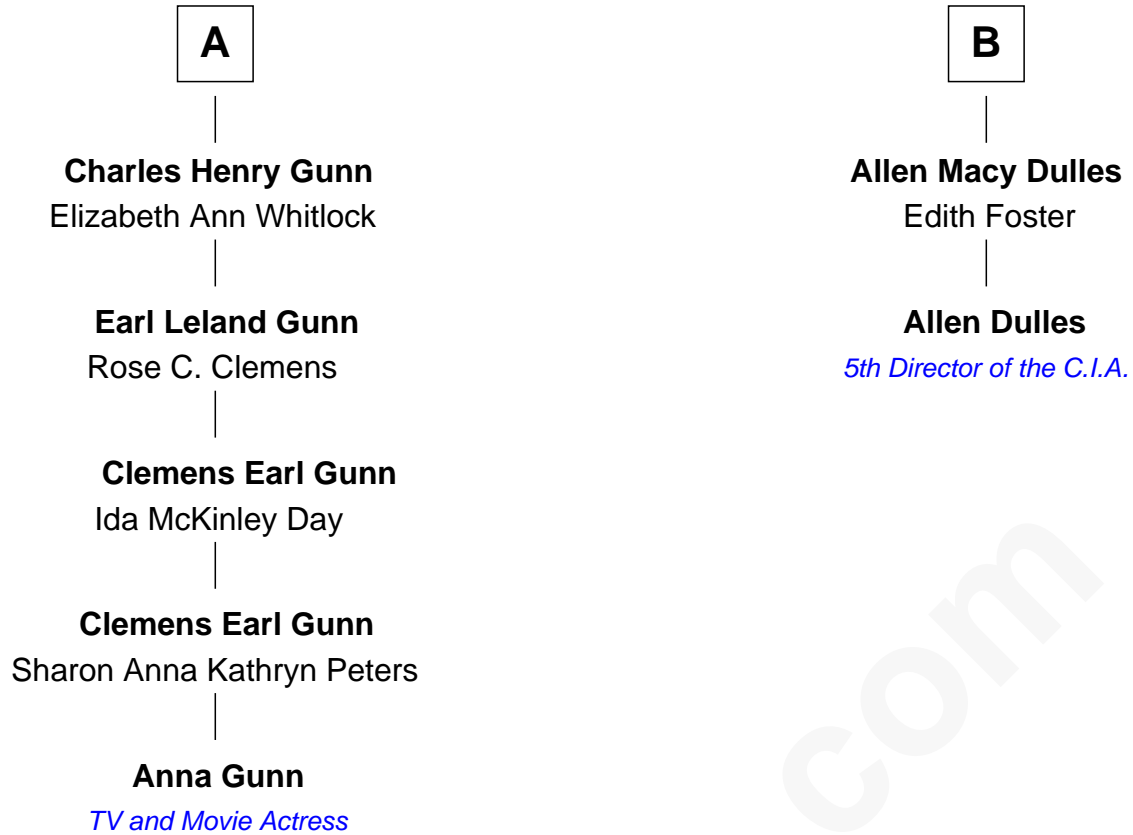 A
Charles Henry Gunn
Elizabeth Ann Whitlock
Earl Leland Gunn
Rose C. Clemens
Clemens Earl Gunn
Ida McKinley Day
Clemens Earl Gunn
Sharon Anna Kathryn Peters
Anna Gunn
TV and Movie Actress
B
Allen Macy Dulles
Edith Foster
Allen Dulles
5th Director of the C.I.A.
com